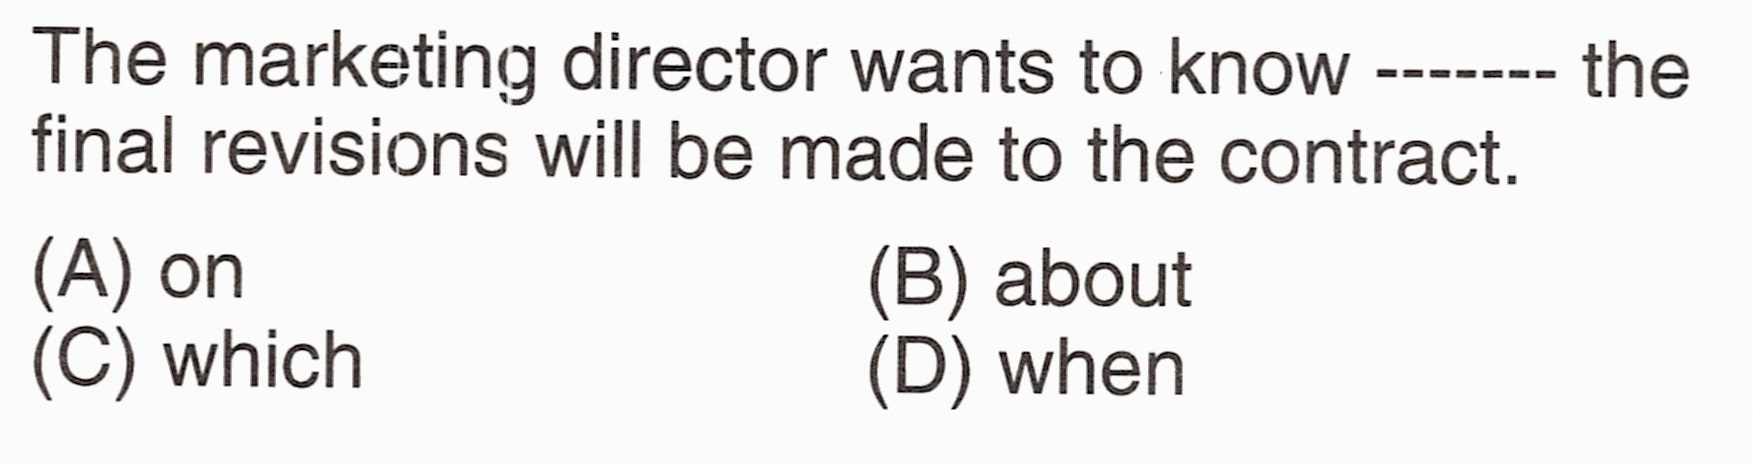 The marketing director wants to know ------- the
final revisions will be made to the contract.
(A) on (B) about
(C) which (D) when